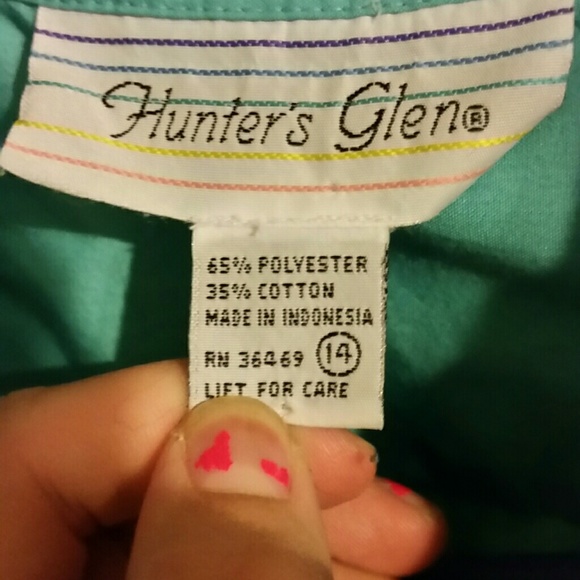 Hunter's Glen®
65% POLYESTER
35% COTTON
MADE IN INDONESIA
RN 36469 14
LIFT FOR CARE